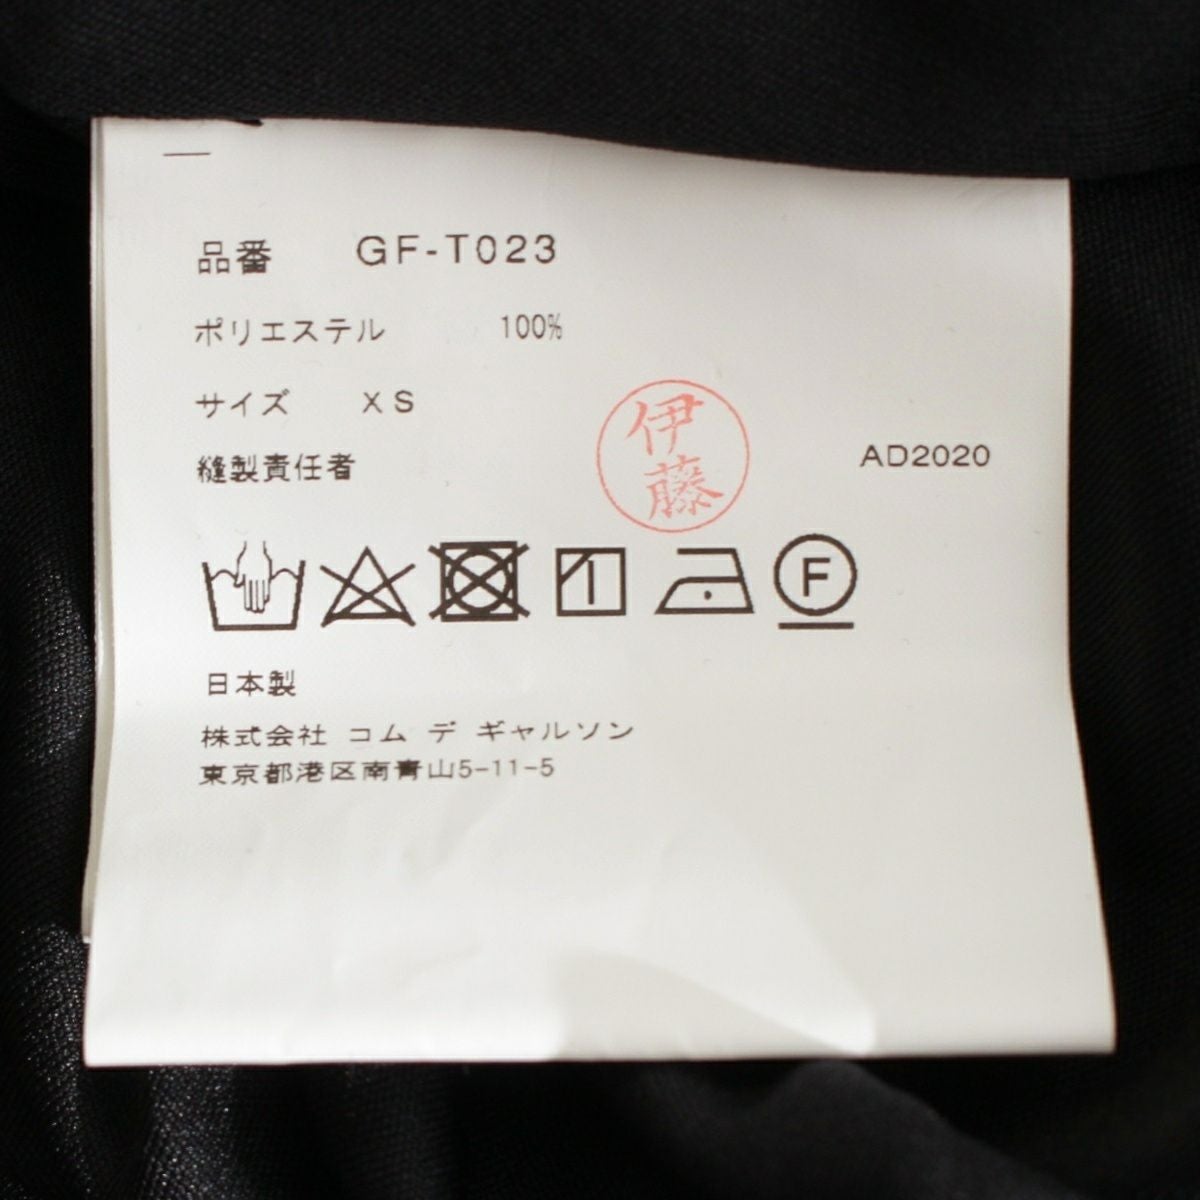 品番 GF-T023
ポリエステル 100%
サイズ XS
伊藤
縫製責任者 AD2020
F
日本製
株式会社 コム デ ギャルソン
東京都港区南青山5-11-5